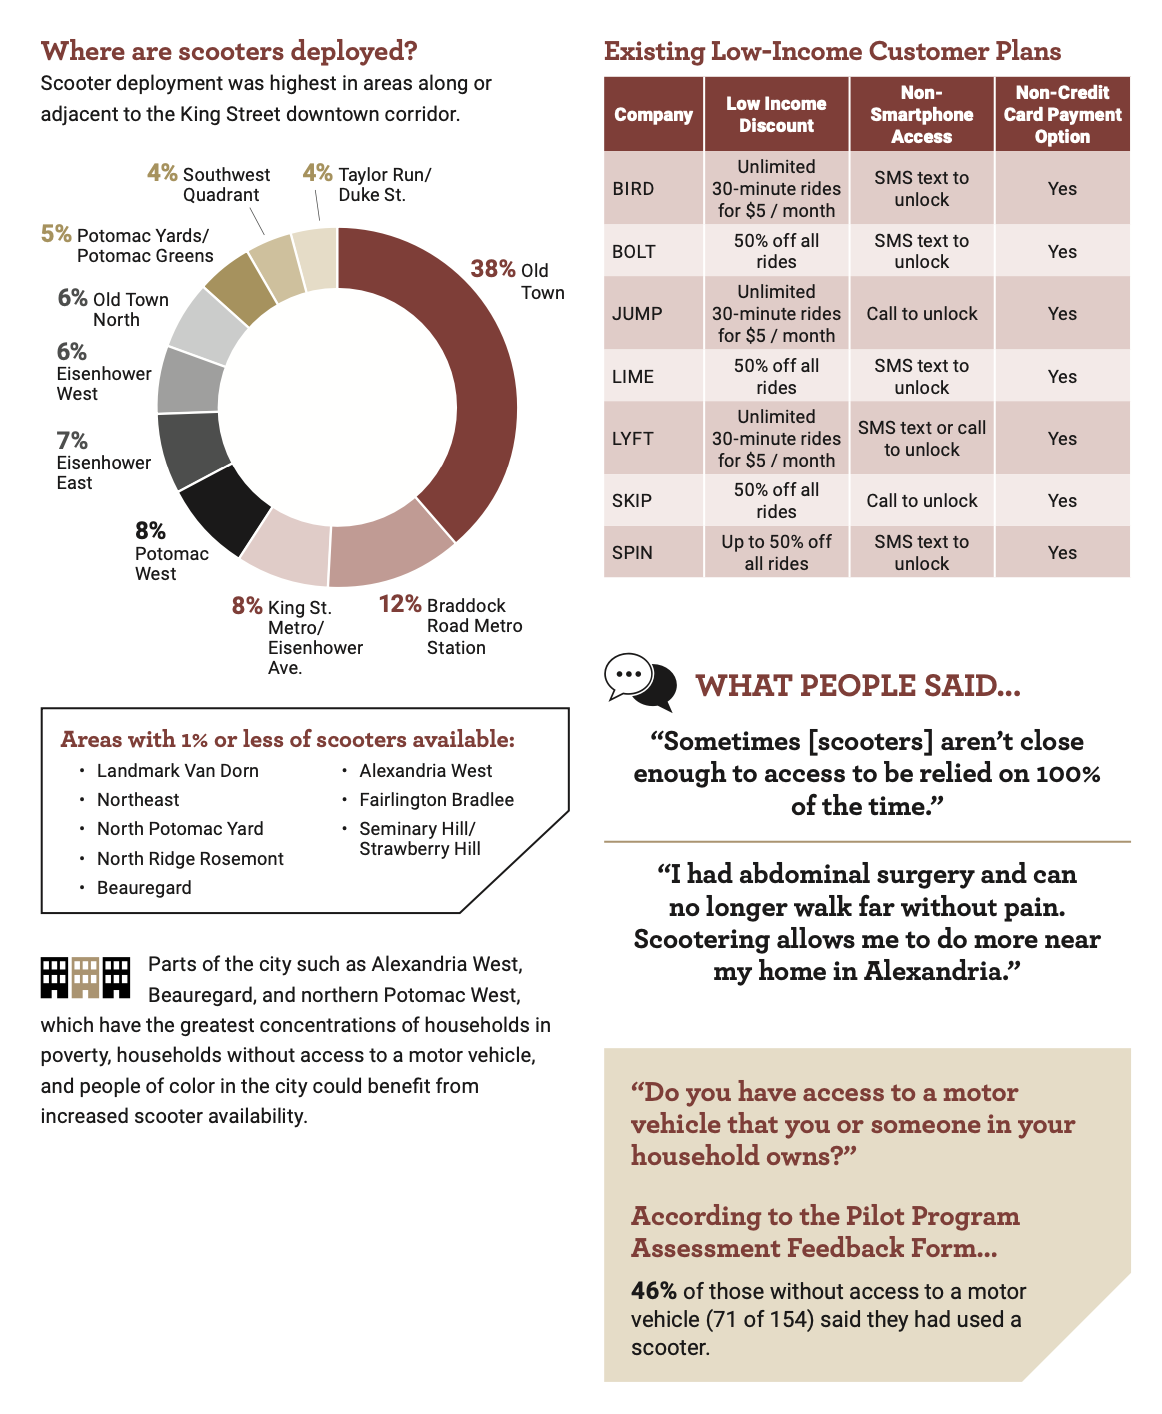 Where are scooters deployed?
Scooter deployment was highest in areas along or
adjacent to the King Street downtown corridor.
4% Southwest
Quadrant
4% Taylor Run/
Duke St.
5% Potomac Yards/
Potomac Greens
38% Old
Town
6% Old Town
North
6%
Eisenhower
West
7%
Eisenhower
East
8%
Potomac
West
8% King St.
Metro/
Eisenhower
Ave.
12% Braddock
Road Metro
Station
Areas with 1% or less of scooters available:
• Landmark Van Dorn
• Northeast
• North Potomac Yard
• North Ridge Rosemont
• Beauregard
• Alexandria West
• Fairlington Bradlee
• Seminary Hill/
Strawberry Hill
Parts of the city such as Alexandria West,
Beauregard, and northern Potomac West,
which have the greatest concentrations of households in
poverty, households without access to a motor vehicle,
and people of color in the city could benefit from
increased scooter availability.
Existing Low-Income Customer Plans
Company
Low Income
Discount
Non-
Smartphone
Access
Non-Credit
Card Payment
Option
BIRD
Unlimited
30-minute rides
for $5 / month
SMS text to
unlock
Yes
BOLT
50% off all
rides
SMS text to
unlock
Yes
JUMP
Unlimited
30-minute rides
for $5 / month
Call to unlock
Yes
LIME
50% off all
rides
SMS text to
unlock
Yes
LYFT
Unlimited
30-minute rides
for $5 / month
SMS text or call
to unlock
Yes
SKIP
50% off all
rides
Call to unlock
Yes
SPIN
Up to 50% off
all rides
SMS text to
unlock
Yes
WHAT PEOPLE SAID...
“Sometimes [scooters] aren’t close
enough to access to be relied on 100%
of the time.”
“I had abdominal surgery and can
no longer walk far without pain.
Scootering allows me to do more near
my home in Alexandria.”
“Do you have access to a motor
vehicle that you or someone in your
household owns?”
According to the Pilot Program
Assessment Feedback Form...
46% of those without access to a motor
vehicle (71 of 154) said they had used a
scooter.